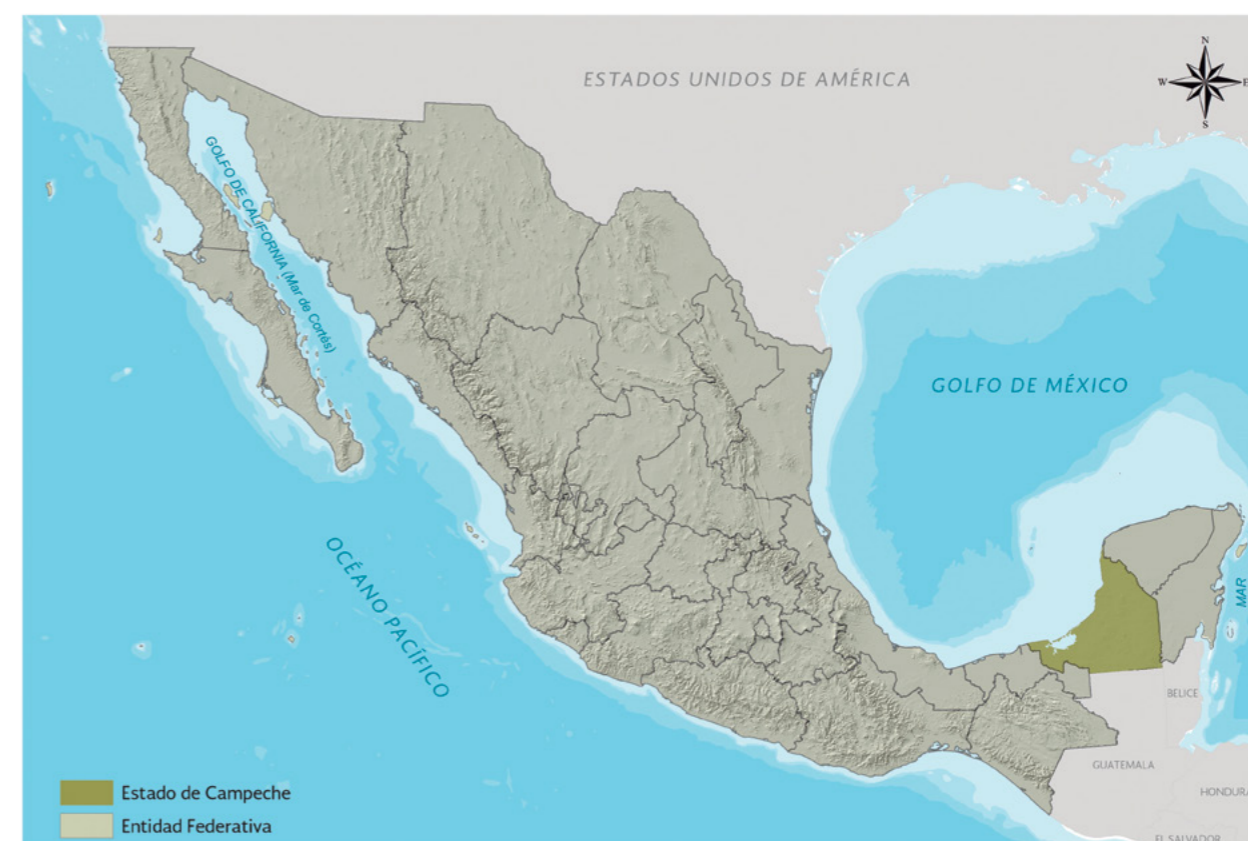 N
W E
S
ESTADOS UNIDOS DE AMÉRICA
GOLFO DE CALIFORNIA (Mar de Cortés)
GOLFO DE MÉXICO
OCÉANO PACÍFICO
MAR
BELICE
GUATEMALA
HONDURA
EL SALVADOR
Estado de Campeche
Entidad Federativa